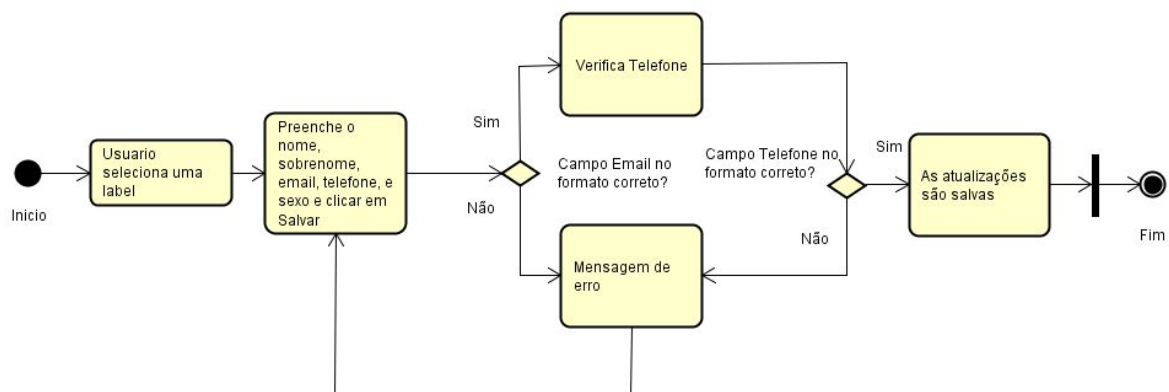 Inicio
Usuario
seleciona uma
label
Preenche o
nome,
sobrenome,
email, telefone, e
sexo e clicar em
Salvar
Sim
Não
Campo Email no
formato correto?
Verifica Telefone
Mensagem de
erro
Campo Telefone no
formato correto?
Sim
Não
As atualizações
são salvas
Fim